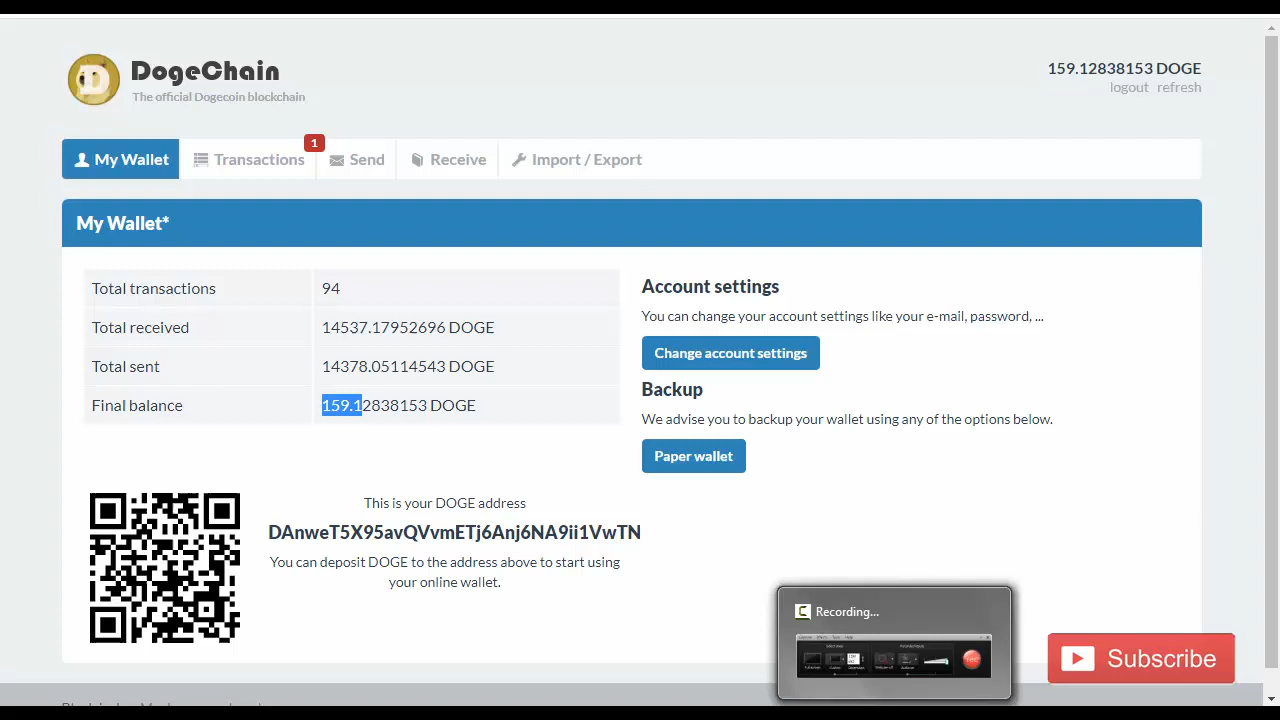 DogeChain
The official Dogecoin blockchain
159.12838153 DOGE
logout refresh
My Wallet
Transactions
1
Send
Receive
Import / Export
My Wallet*
Total transactions 94
Total received 14537.17952696 DOGE
Total sent 14378.05114543 DOGE
Final balance 159.12838153 DOGE
Account settings
You can change your account settings like your e-mail, password, ...
Change account settings
Backup
We advise you to backup your wallet using any of the options below.
Paper wallet
This is your DOGE address
DAnweT5X95avQVvmETj6Anj6NA9ii1VwTN
You can deposit DOGE to the address above to start using
your online wallet.
Recording...
rec
Subscribe